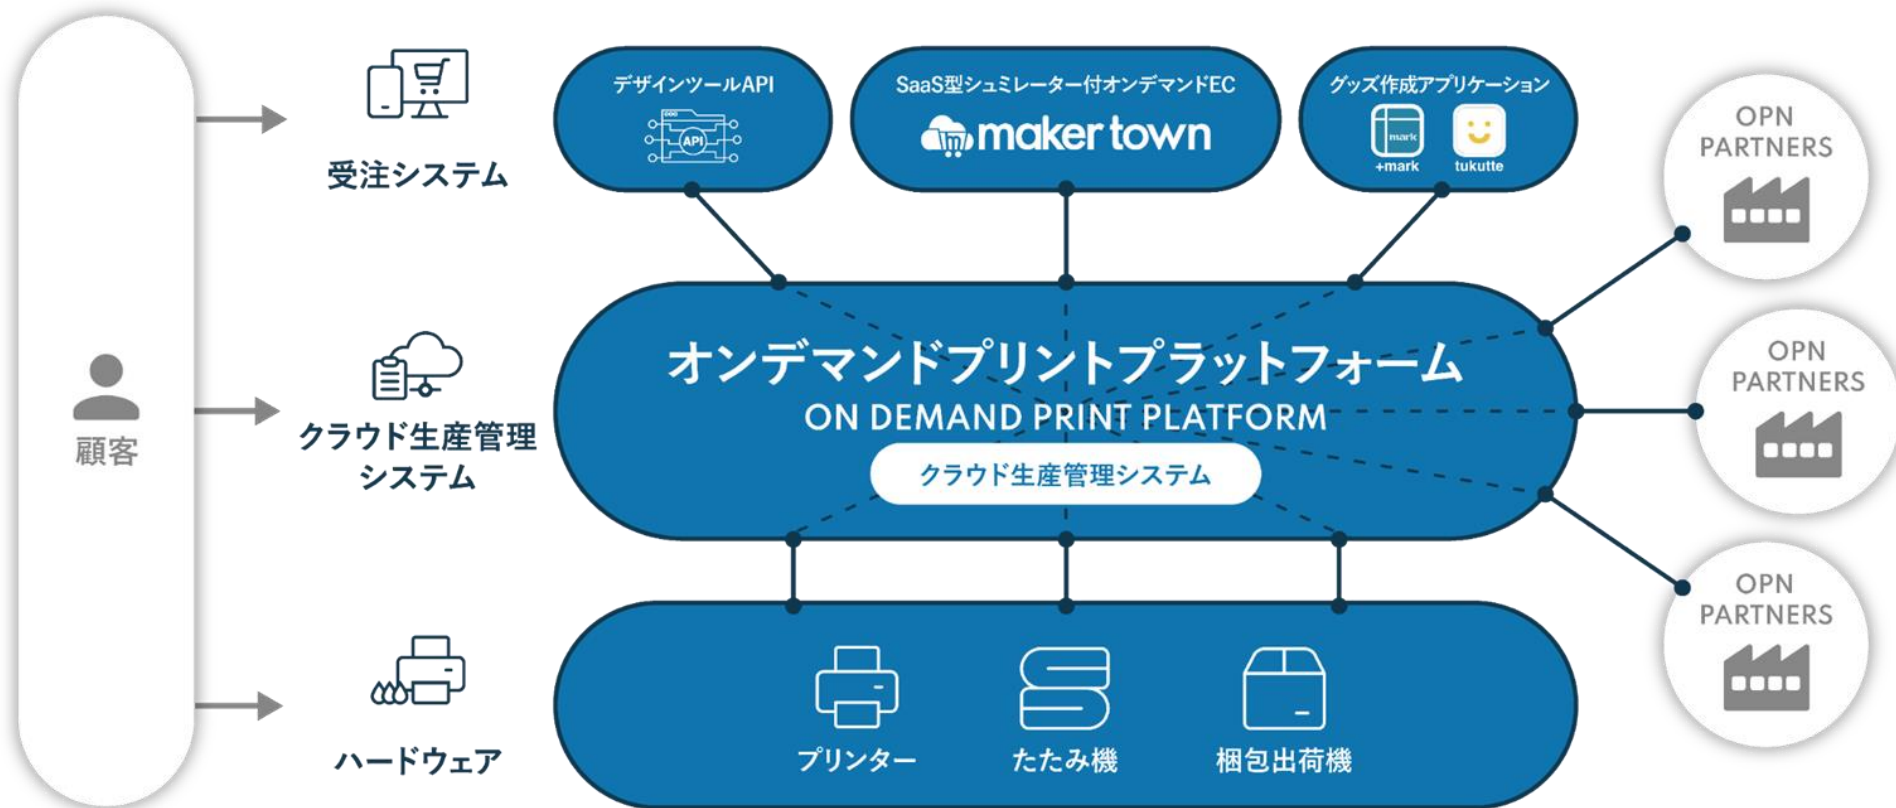 顧客
受注システム
クラウド生産管理
システム
ハードウェア
デザインツールAPI
API
SaaS型シュミレーター付オンデマンドEC
m maker town
グッズ作成アプリケーション
mark
+mark
tukutte
オンデマンドプリントプラットフォーム
ON DEMAND PRINT PLATFORM
クラウド生産管理システム
プリンター
たたみ機
梱包出荷機
OPN
PARTNERS
OPN
PARTNERS
OPN
PARTNERS